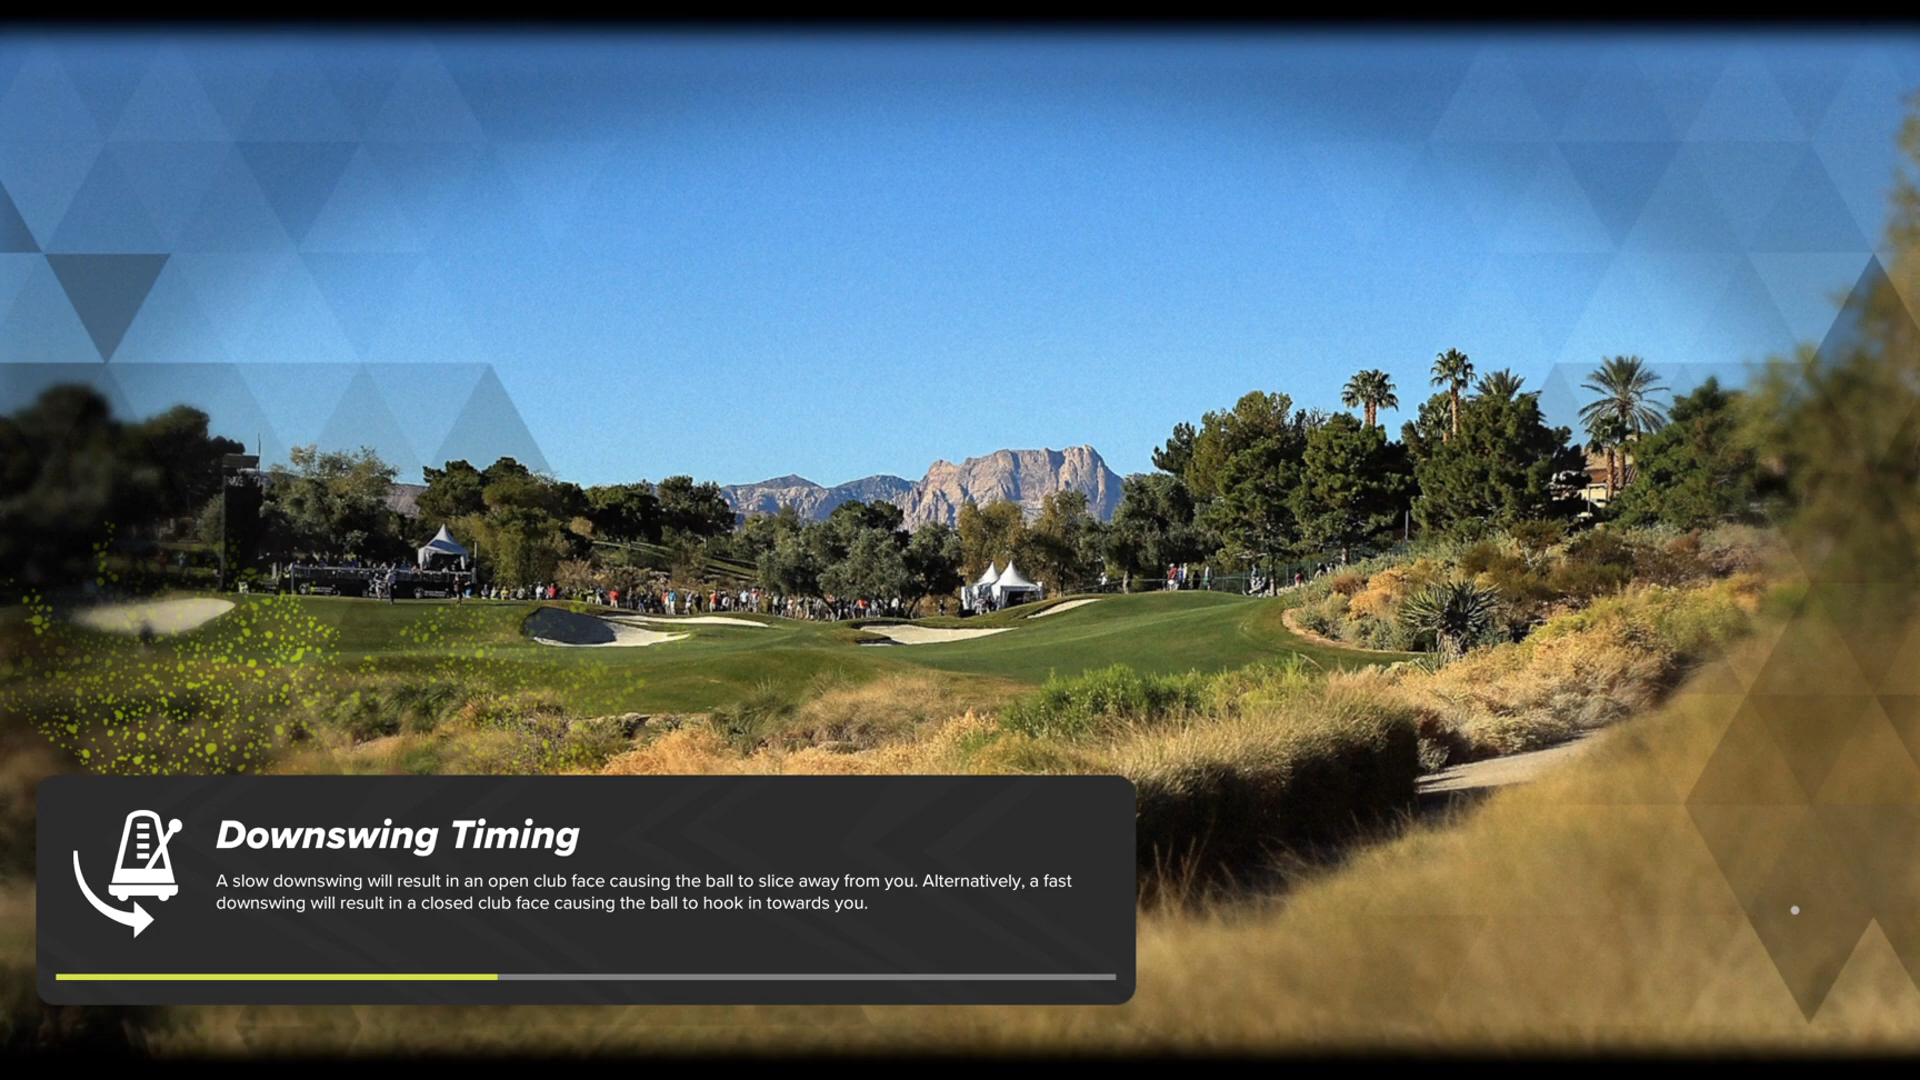 Downswing Timing
A slow downswing will result in an open club face causing the ball to slice away from you. Alternatively, a fast
downswing will result in a closed club face causing the ball to hook in towards you.